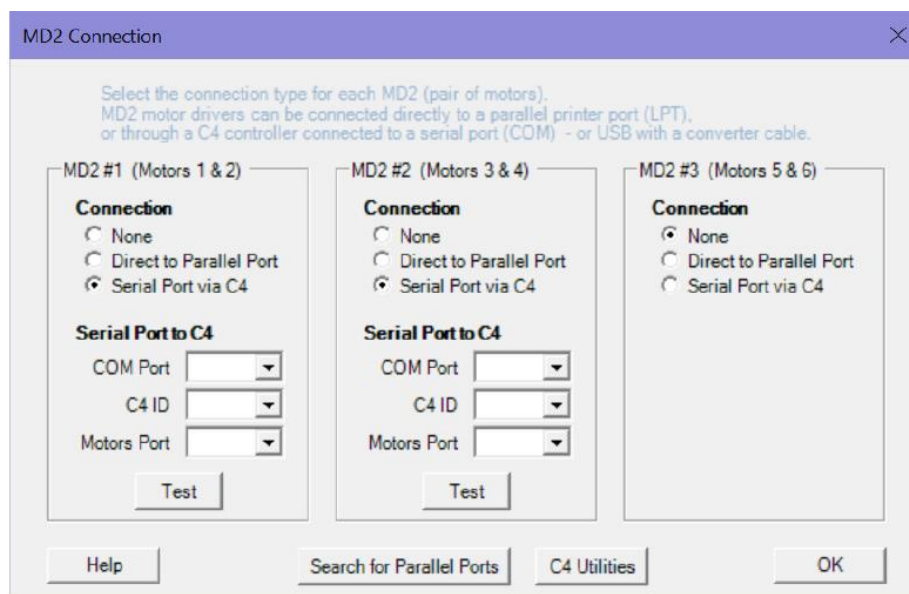 MD2 Connection
Select the connection type for each MD2 (pair of motors).
MD2 motor drivers can be connected directly to a parallel printer port (LPT),
or through a C4 controller connected to a serial port (COM) - or USB with a converter cable.
MD2 #1 (Motors 1 & 2)
Connection
None
Direct to Parallel Port
Serial Port via C4
Serial Port to C4
COM Port
C4 ID
Motors Port
Test
MD2 #2 (Motors 3 & 4)
Connection
None
Direct to Parallel Port
Serial Port via C4
Serial Port to C4
COM Port
C4 ID
Motors Port
Test
MD2 #3 (Motors 5 & 6)
Connection
None
Direct to Parallel Port
Serial Port via C4
Help
Search for Parallel Ports
C4 Utilities
OK